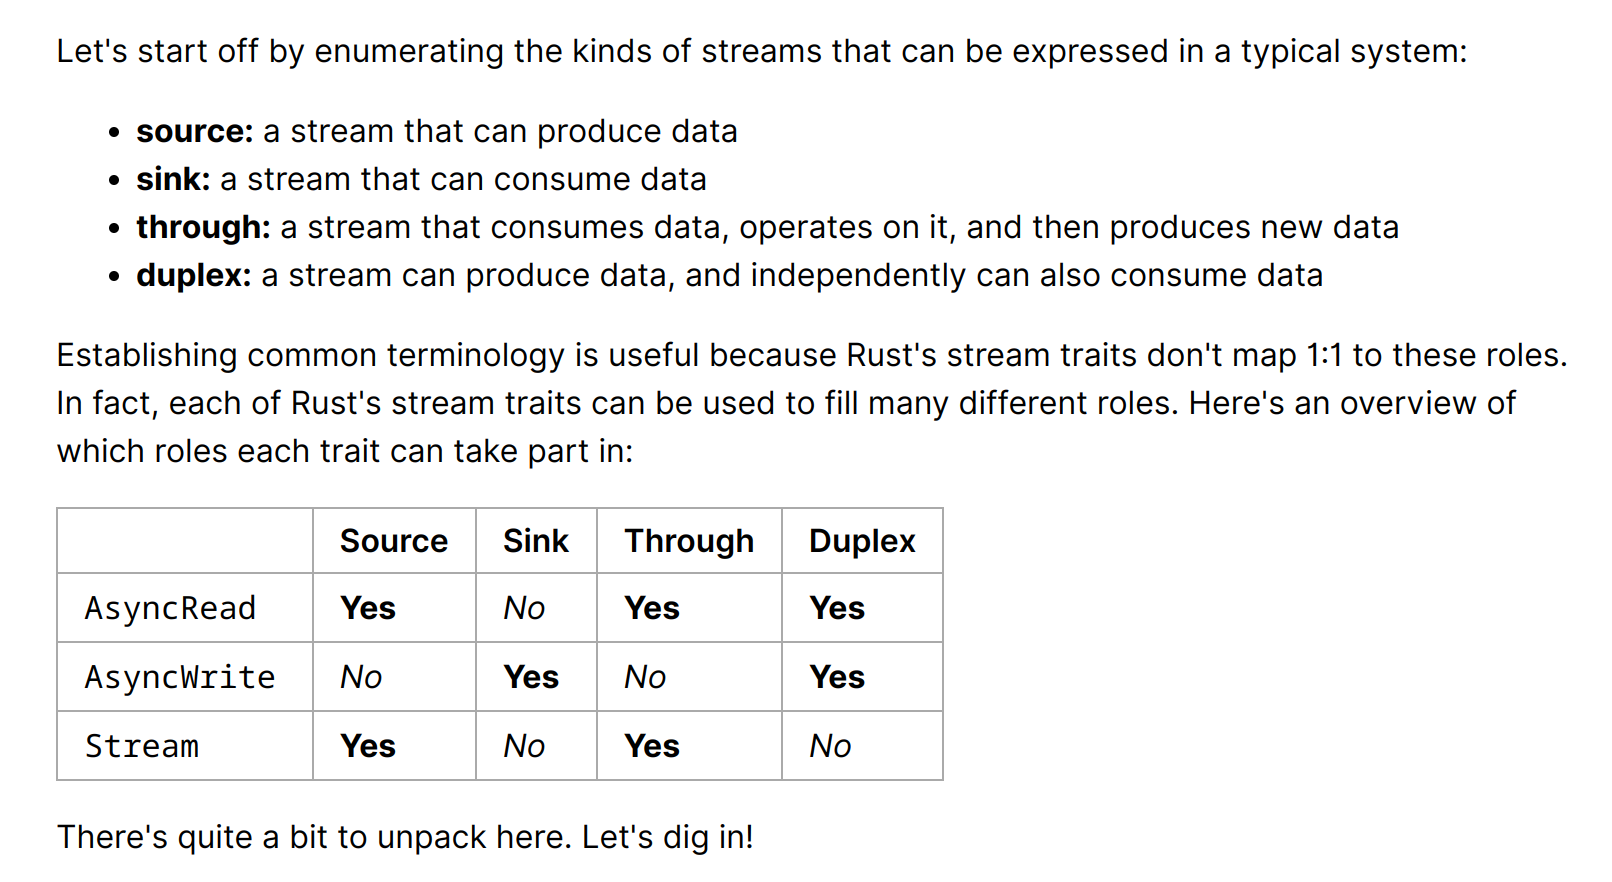 Let's start off by enumerating the kinds of streams that can be expressed in a typical system:
• source: a stream that can produce data
• sink: a stream that can consume data
• through: a stream that consumes data, operates on it, and then produces new data
• duplex: a stream can produce data, and independently can also consume data
Establishing common terminology is useful because Rust's stream traits don't map 1:1 to these roles.
In fact, each of Rust's stream traits can be used to fill many different roles. Here's an overview of
which roles each trait can take part in:
Source Sink Through Duplex
AsyncRead Yes No Yes Yes
AsyncWrite No Yes No Yes
Stream Yes No Yes No
There's quite a bit to unpack here. Let's dig in!